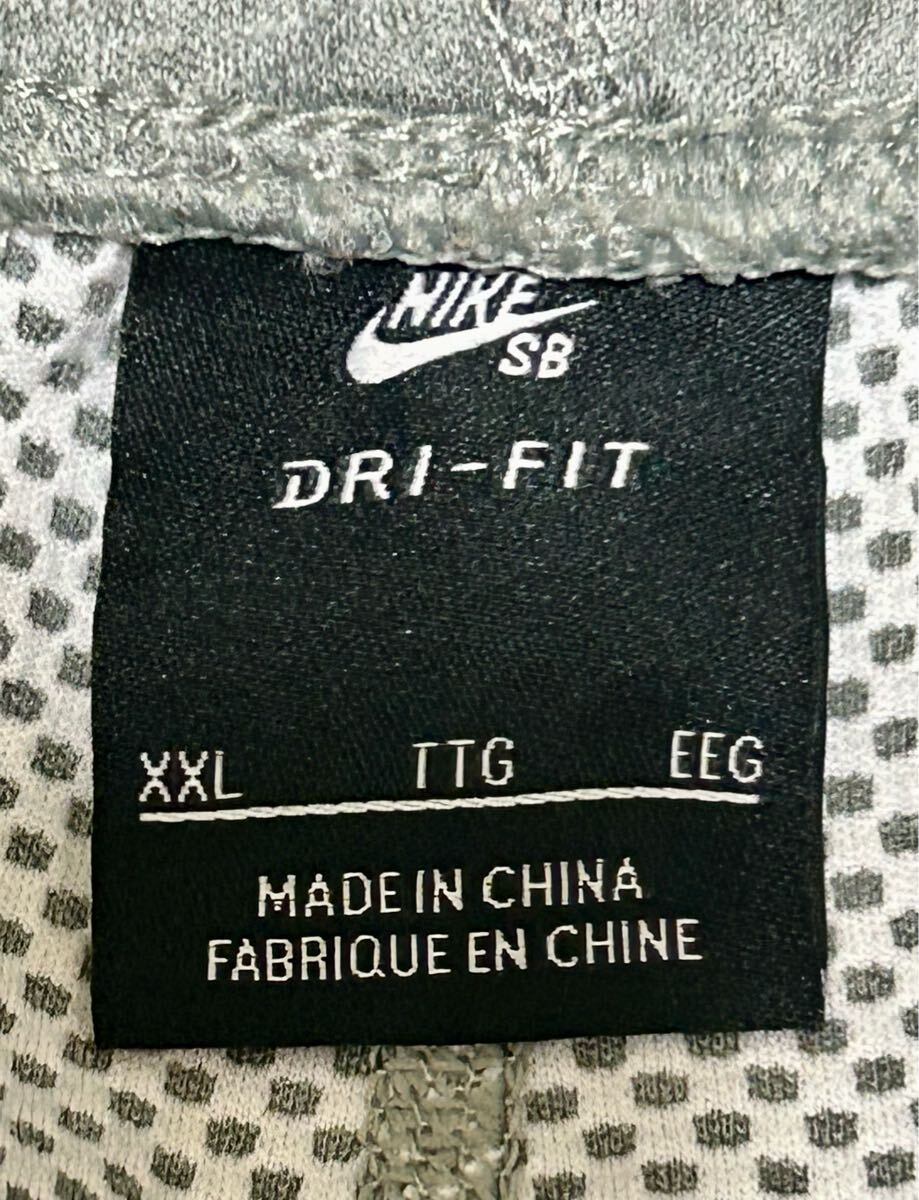 NIKE
SB
DRI-FIT
XXL TTG EEG
MADE IN CHINA
FABRIQUE EN CHINE